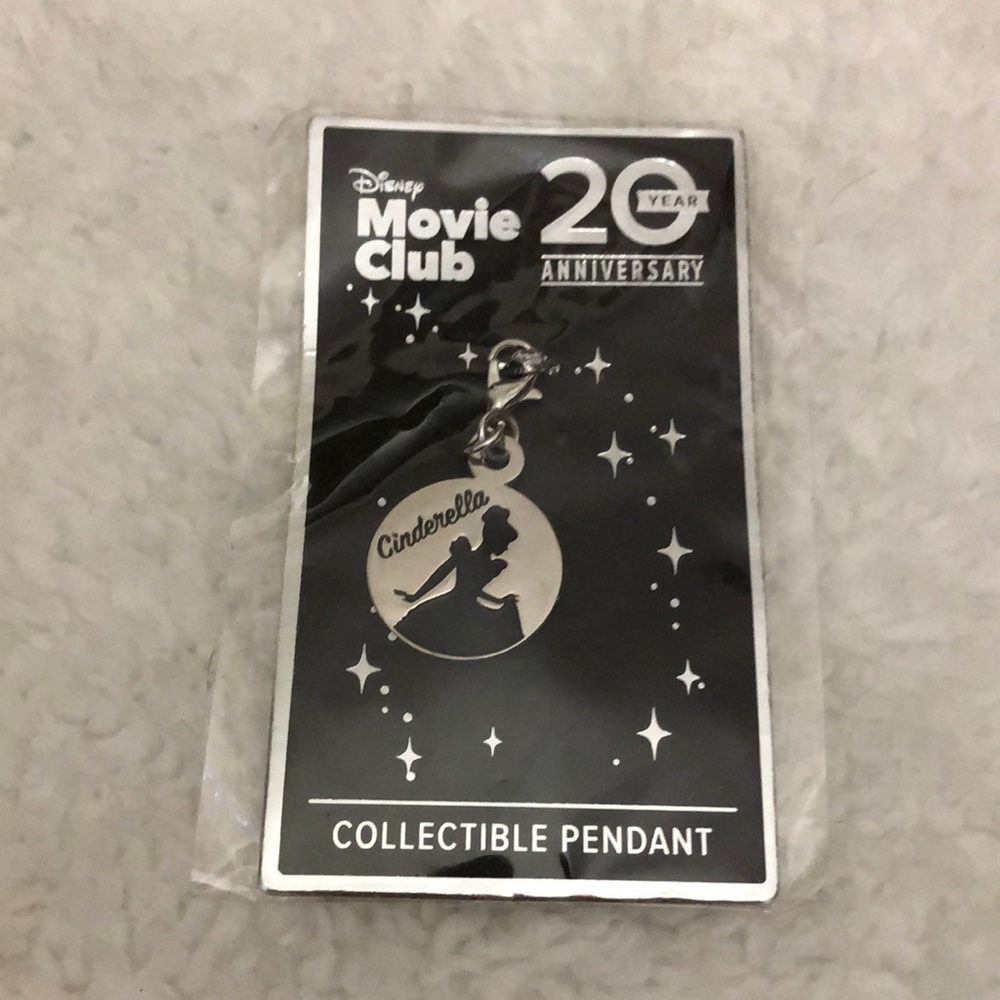 Disney
Movie
Club
20
YEAR
ANNIVERSARY
Cinderella
COLLECTIBLE PENDANT